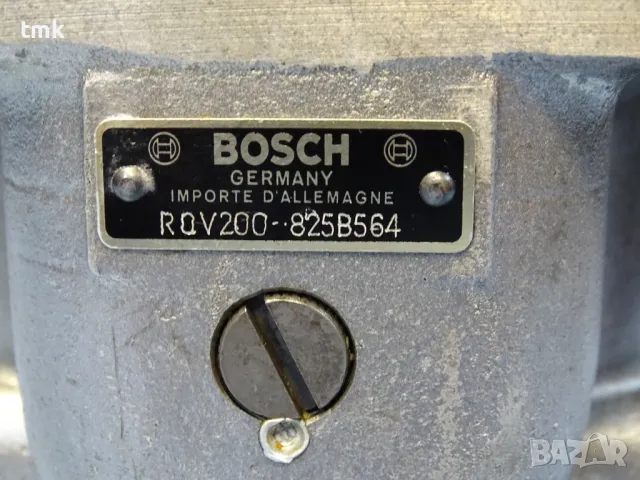 tmk
BOSCH
GERMANY
IMPORTE D'ALLEMAGNE
RQV200-825B564
BAZAR